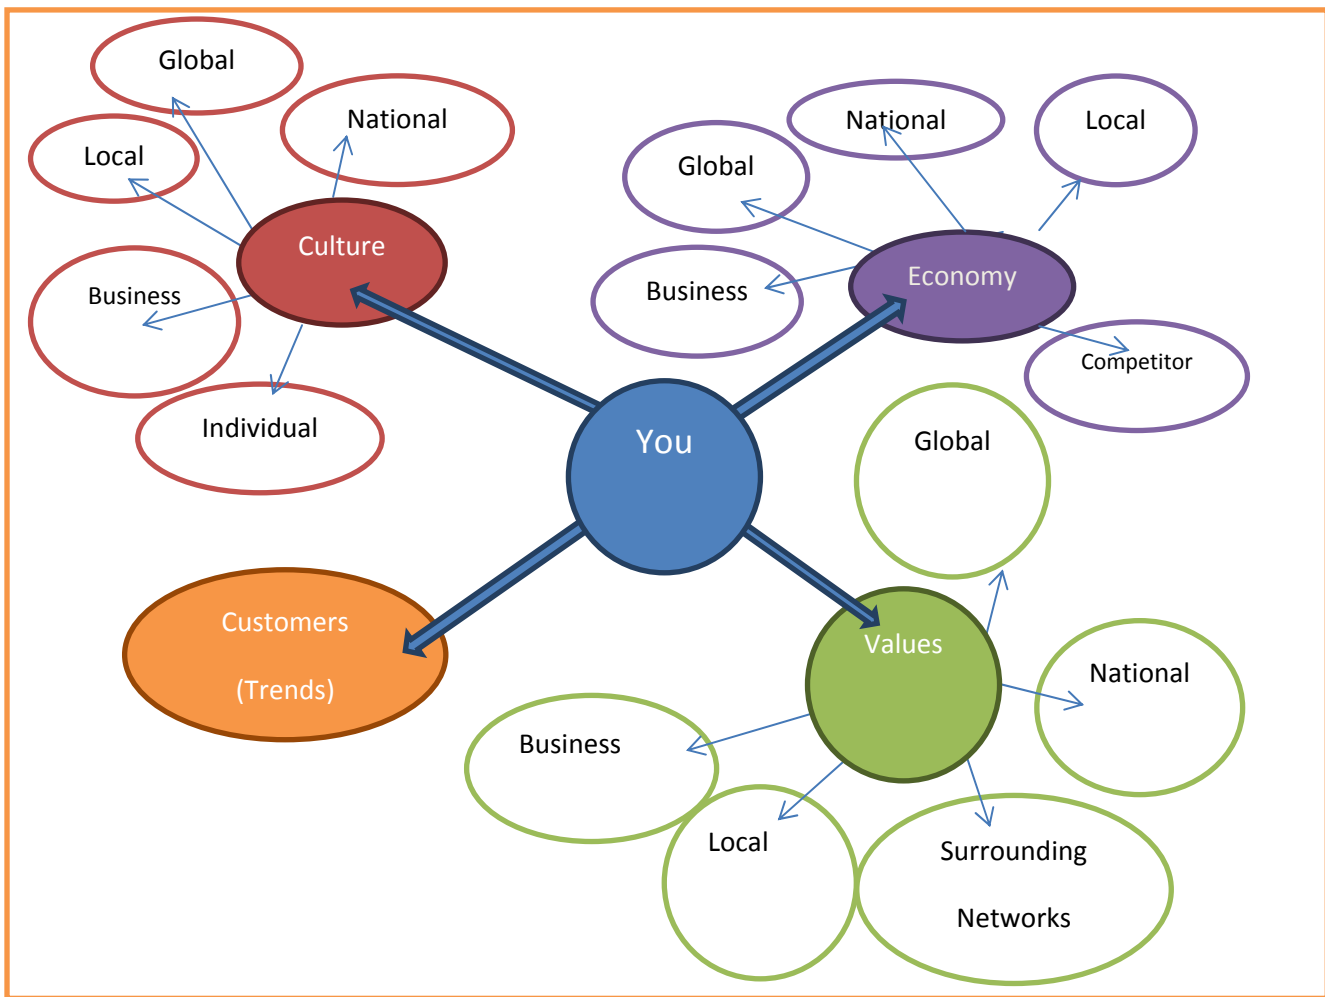 Global
National
Local
Culture
Business
Individual
National
Local
Global
Economy
Business
Competitor
You
Global
Customers
(Trends)
Values
National
Business
Local
Surrounding
Networks